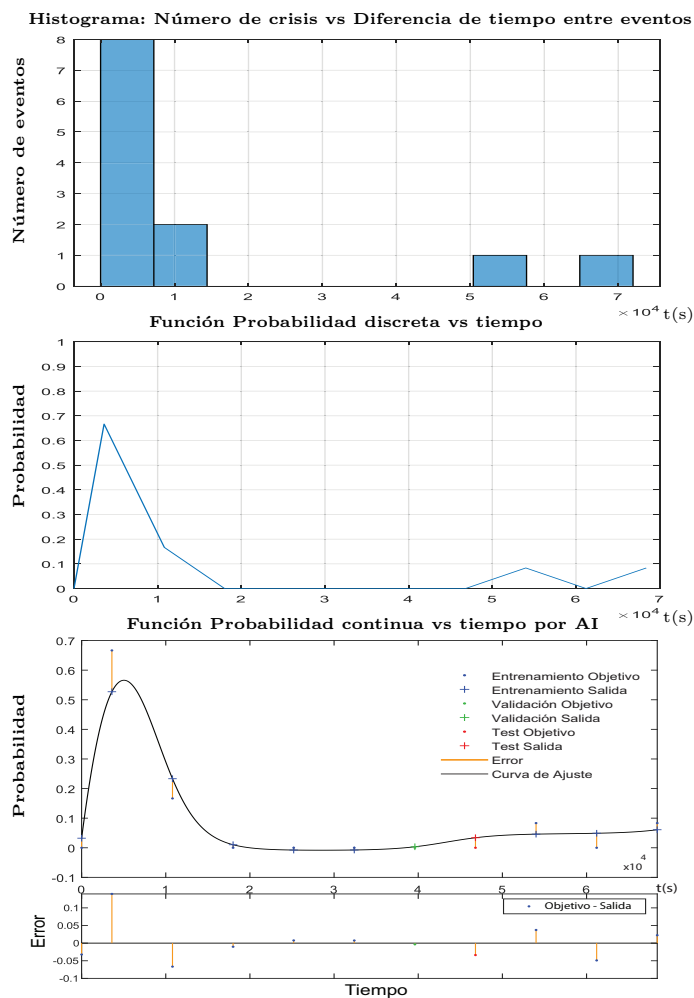 Histograma: Número de crisis vs Diferencia de tiempo entre eventos
Número de eventos
8
7
6
5
4
3
2
1
0
0 1 2 3 4 5 6 7
×10⁴ t(s)
Función Probabilidad discreta vs tiempo
Probabilidad
1
0.9
0.8
0.7
0.6
0.5
0.4
0.3
0.2
0.1
0
0 1 2 3 4 5 6 7
×10⁴ t(s)
Función Probabilidad continua vs tiempo por AI
Probabilidad
0.7
0.6
0.5
0.4
0.3
0.2
0.1
0
-0.1
Entrenamiento Objetivo
Entrenamiento Salida
Validación Objetivo
Validación Salida
Test Objetivo
Test Salida
Error
Curva de Ajuste
x10⁴
0 1 2 3 4 5 6 t(s)
Error
0.1
0.05
0
-0.05
-0.1
Objetivo - Salida
Tiempo